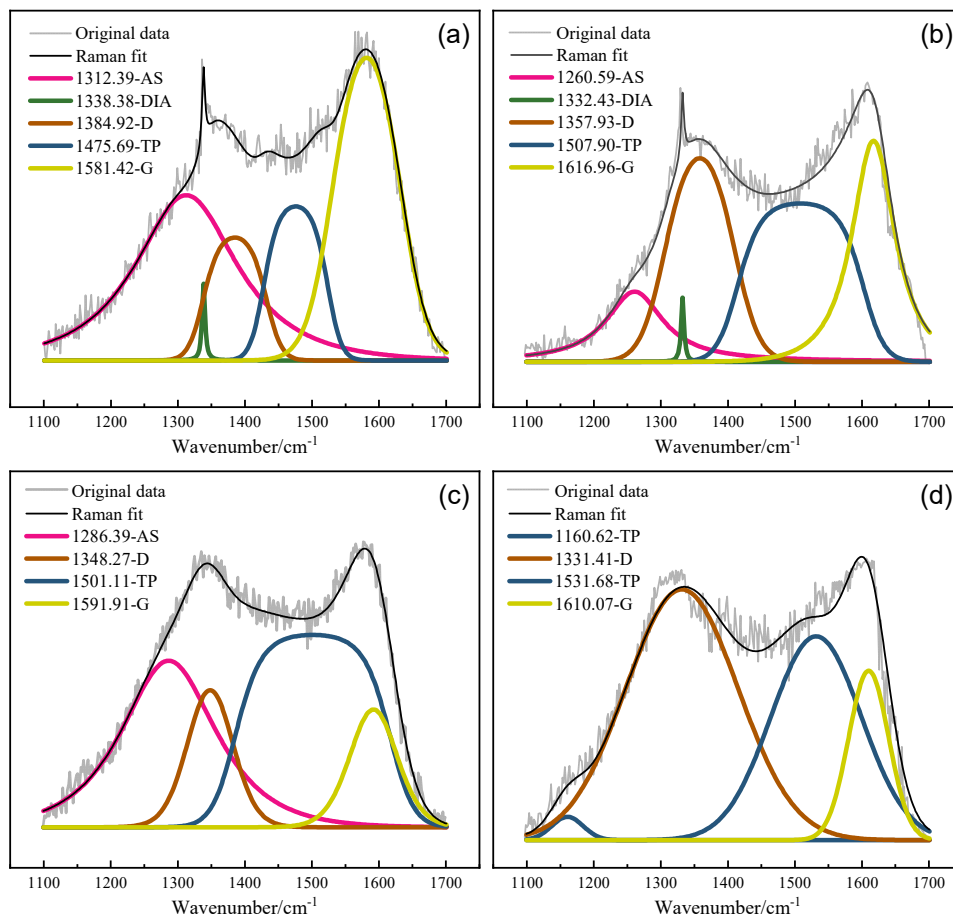 (a)
Original data
Raman fit
1312.39-AS
1338.38-DIA
1384.92-D
1475.69-TP
1581.42-G
1100 1200 1300 1400 1500 1600 1700
Wavenumber/cm-1
(b)
Original data
Raman fit
1260.59-AS
1332.43-DIA
1357.93-D
1507.90-TP
1616.96-G
1100 1200 1300 1400 1500 1600 1700
Wavenumber/cm-1
(c)
Original data
Raman fit
1286.39-AS
1348.27-D
1501.11-TP
1591.91-G
1100 1200 1300 1400 1500 1600 1700
Wavenumber/cm-1
(d)
Original data
Raman fit
1160.62-TP
1331.41-D
1531.68-TP
1610.07-G
1100 1200 1300 1400 1500 1600 1700
Wavenumber/cm-1